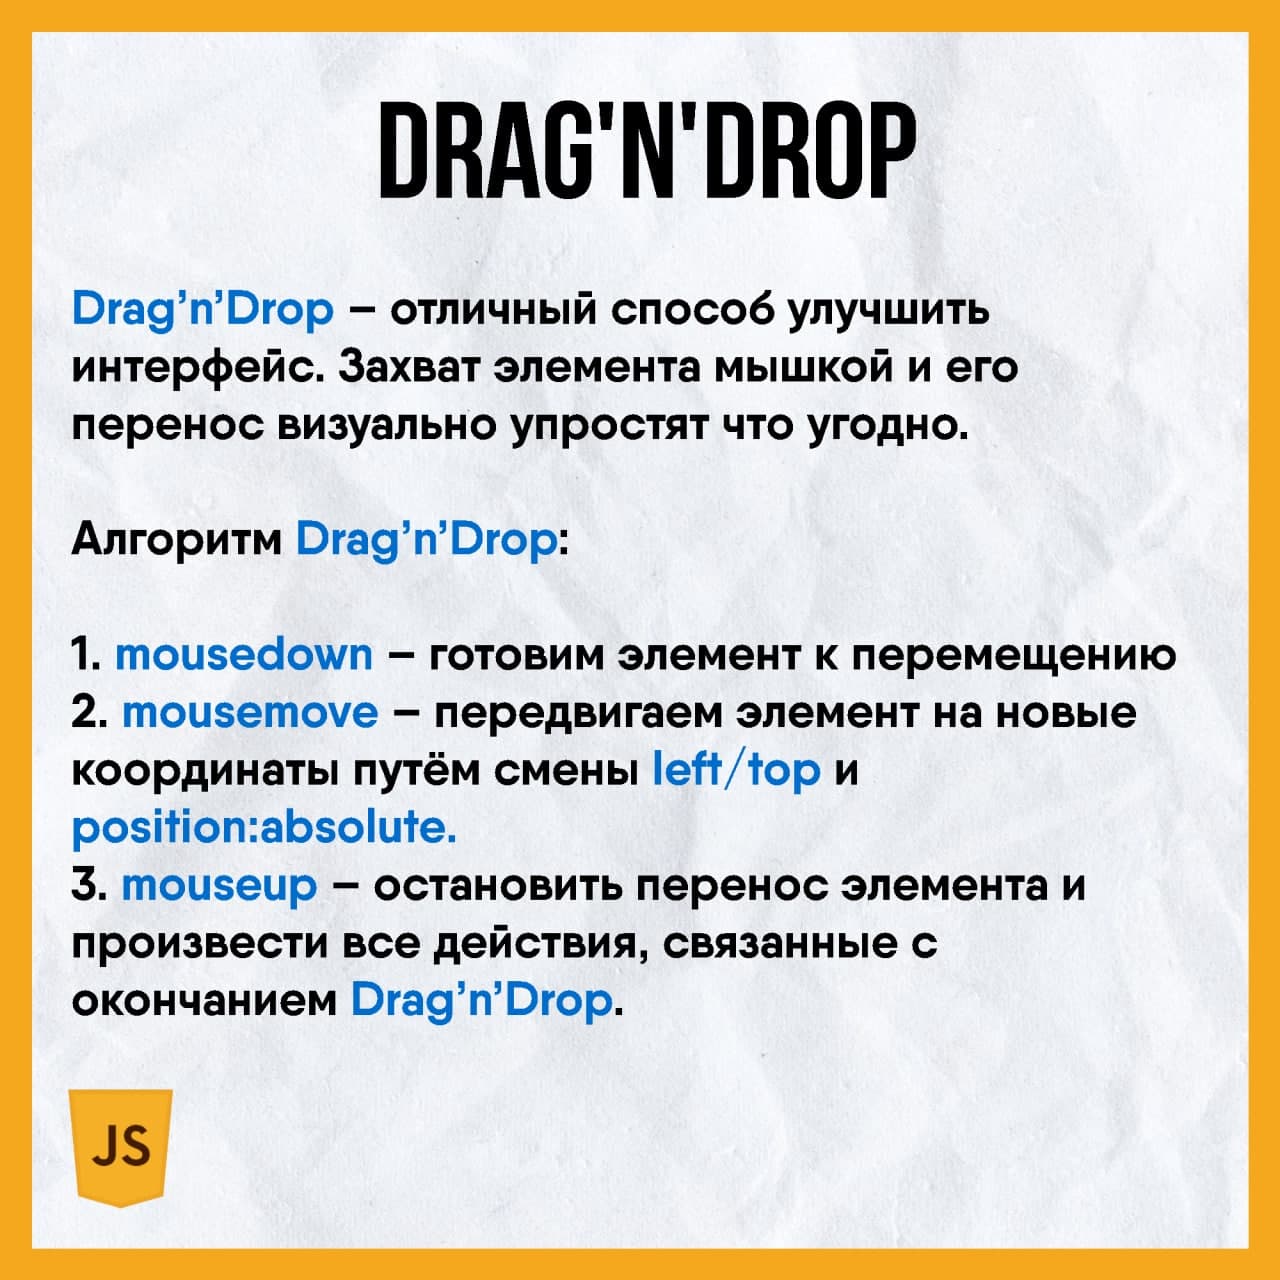 DRAG'N'DROP
Drag’n’Drop – отличный способ улучшить
интерфейс. Захват элемента мышкой и его
перенос визуально упростят что угодно.
Алгоритм Drag’n’Drop:
1. mousedown – готовим элемент к перемещению
2. mousemove – передвигаем элемент на новые
координаты путём смены left/top и
position:absolute.
3. mouseup – остановить перенос элемента и
произвести все действия, связанные с
окончанием Drag’n’Drop.
JS